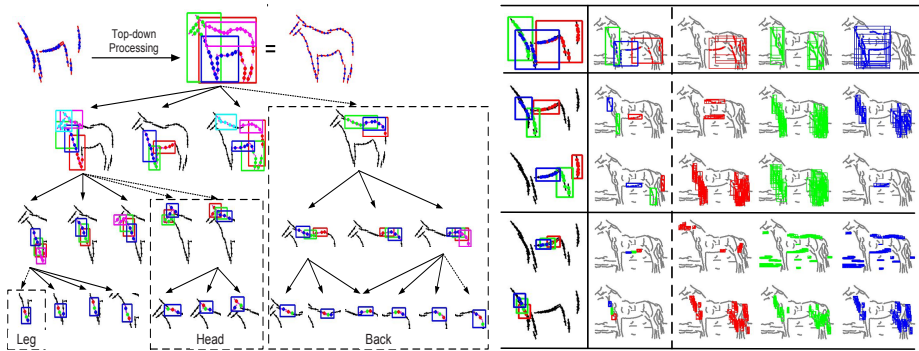 Top-down
Processing
=
Leg
Head
Back